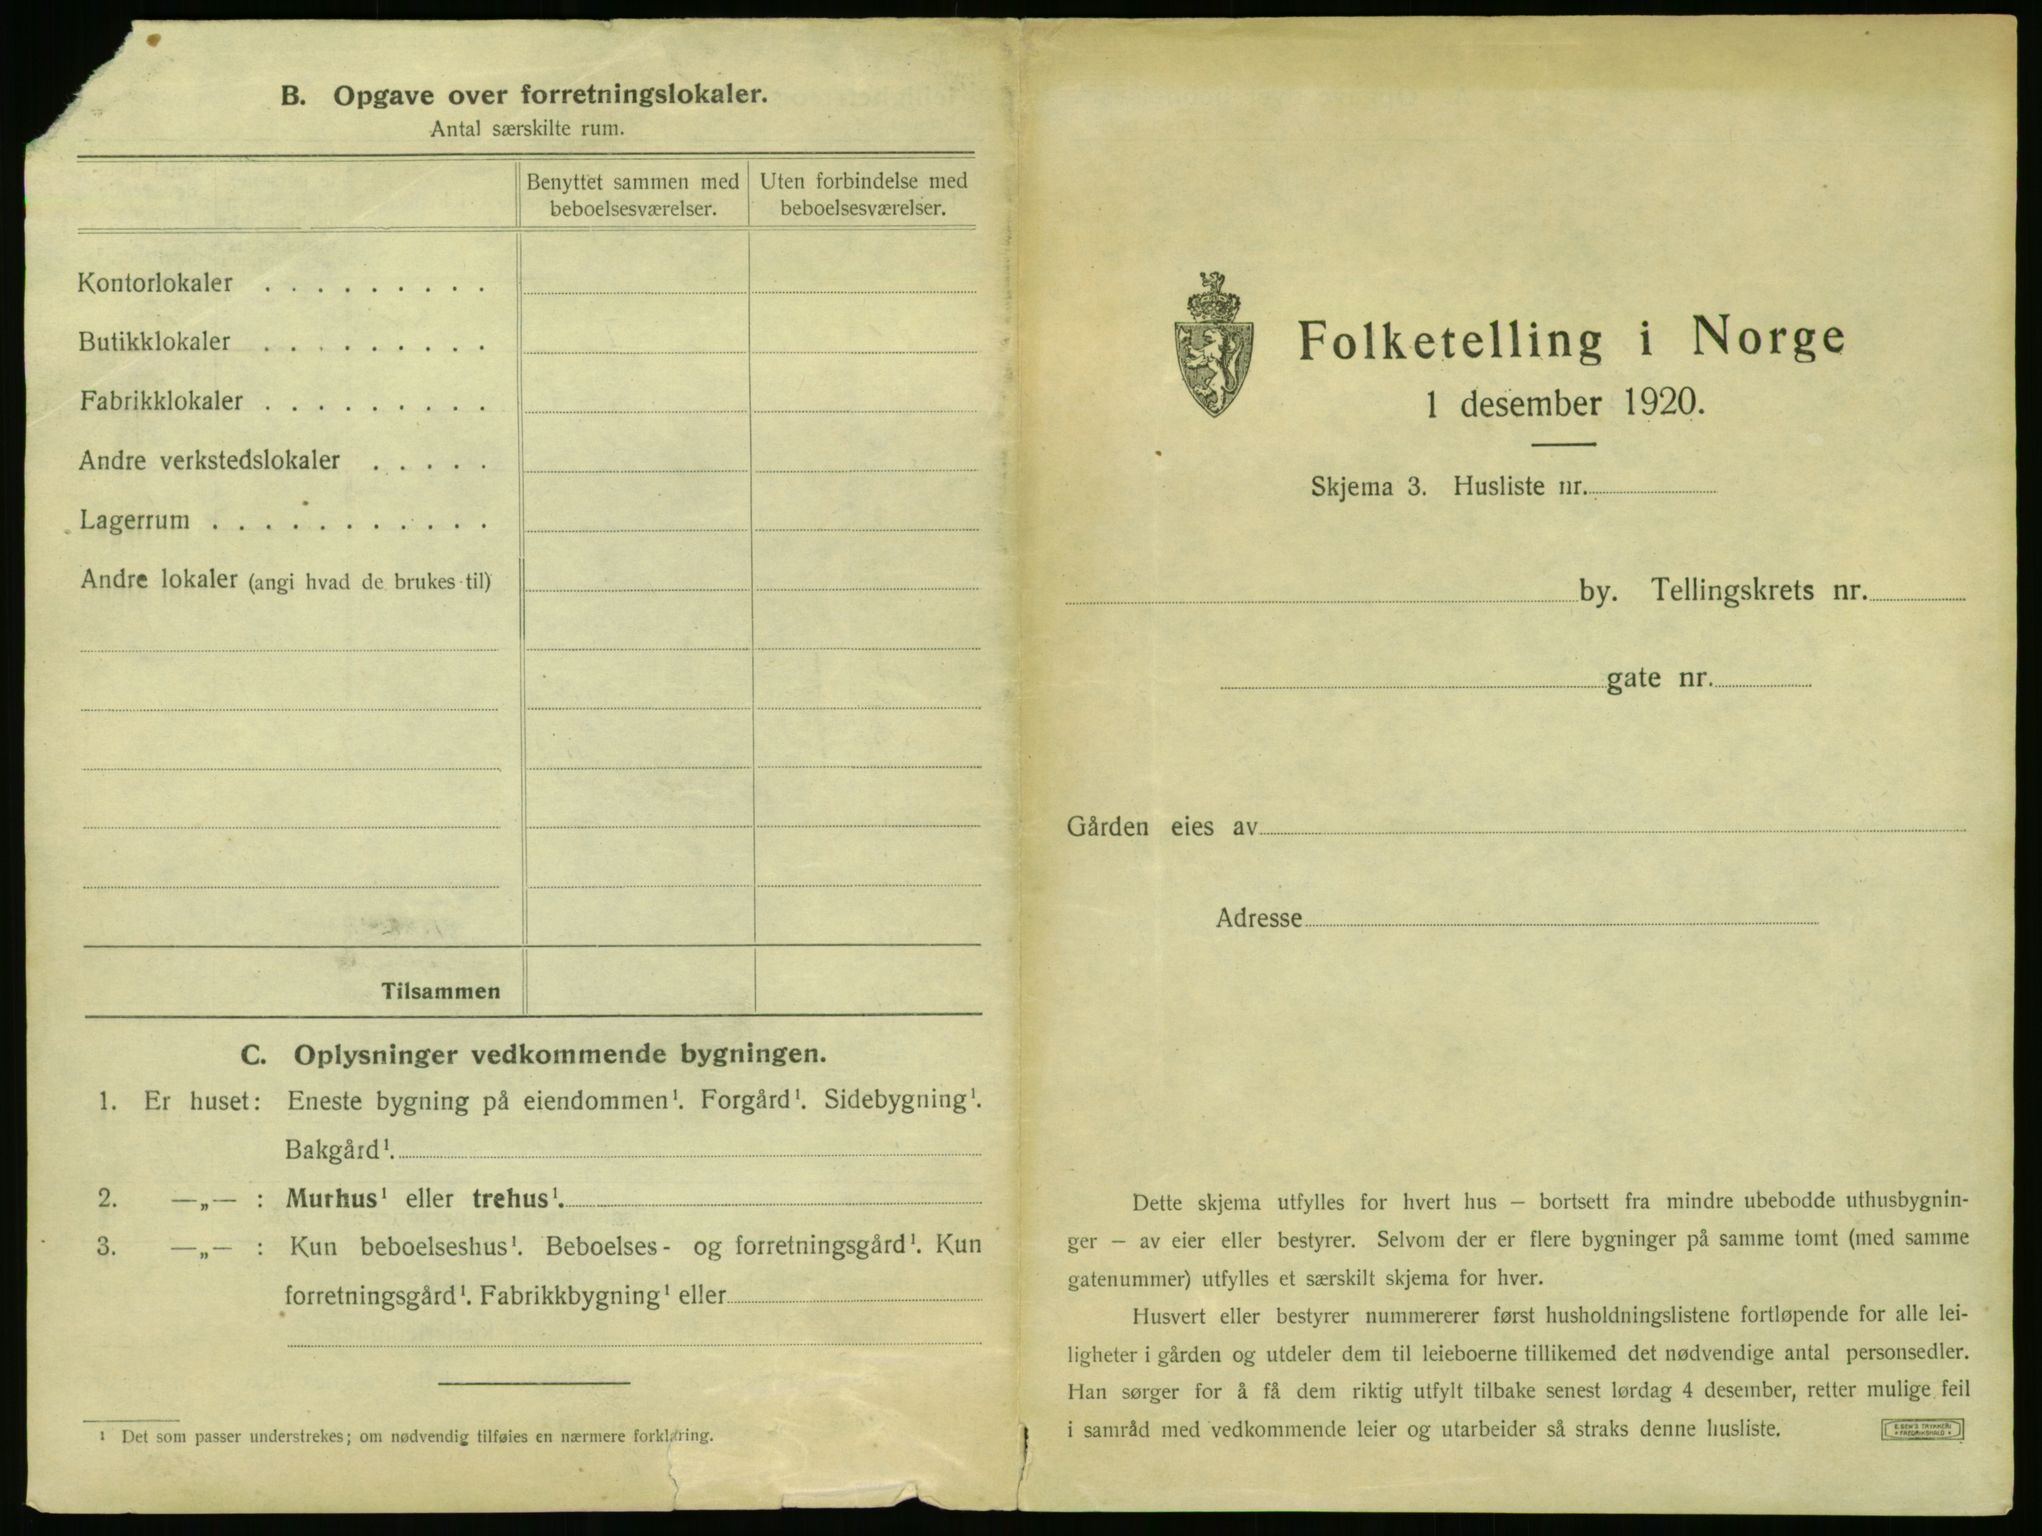 B. Opgave over forretningslokaler.
Antal særskilte rum.
Benyttet sammen med beboelsesværelser.
Uten forbindelse med beboelsesværelser.
Kontorlokaler . . . . . . . . .
Butikklokaler . . . . . . . . .
Fabrikklokaler . . . . . . . . .
Andre verkstedslokaler . . . . .
Lagerrum . . . . . . . . . . .
Andre lokaler (angi hvad de brukes til)
Tilsammen
C. Oplysninger vedkommende bygningen.
1. Er huset: Eneste bygning på eiendommen¹. Forgård¹. Sidebygning¹.
Bakgård¹.
2. —„— : Murhus¹ eller trehus¹.
3. —„— : Kun beboelseshus¹. Beboelses- og forretningsgård¹. Kun
forretningsgård¹. Fabrikkbygning¹ eller
¹ Det som passer understrekes; om nødvendig tilføies en nærmere forklaring.
Folketelling i Norge
1 desember 1920.
Skjema 3. Husliste nr.
by. Tellingskrets nr.
gate nr.
Gården eies av
Adresse
Dette skjema utfylles for hvert hus — bortsett fra mindre ubebodde uthusbygnin-
ger — av eier eller bestyrer. Selvom der er flere bygninger på samme tomt (med samme
gatenummer) utfylles et særskilt skjema for hver.
Husvert eller bestyrer nummererer først husholdningslistene fortløpende for alle lei-
ligheter i gården og utdeler dem til leieboerne tillikemed det nødvendige antal personsedler.
Han sørger for å få dem riktig utfylt tilbake senest lørdag 4 desember, retter mulige feil
i samråd med vedkommende leier og utarbeider så straks denne husliste.
E. SEM'S TRYKKERI
FREDRIKSHALD